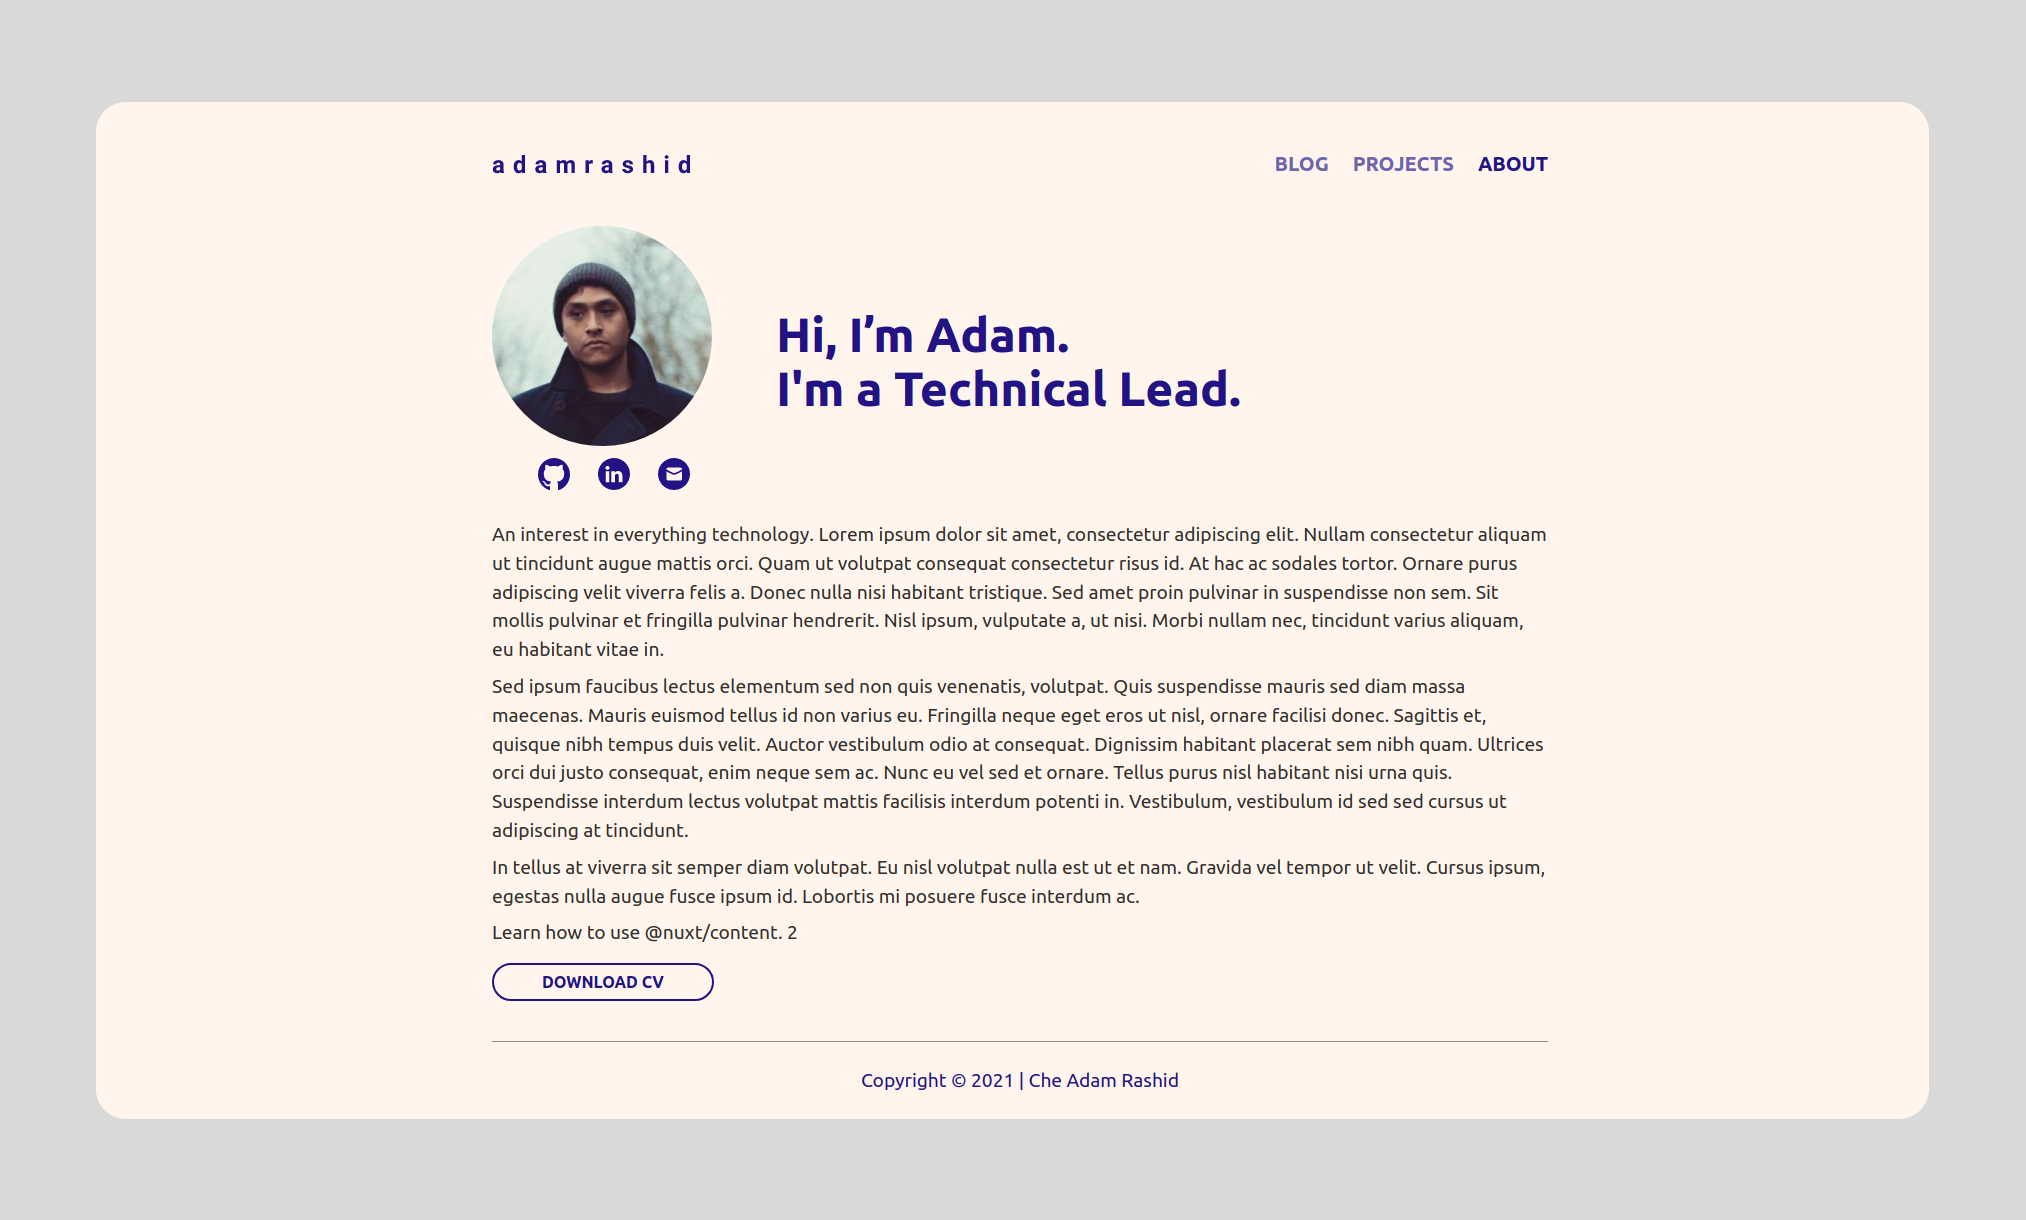 adamrashid
BLOG PROJECTS ABOUT
Hi, I’m Adam.
I'm a Technical Lead.
in
An interest in everything technology. Lorem ipsum dolor sit amet, consectetur adipiscing elit. Nullam consectetur aliquam
ut tincidunt augue mattis orci. Quam ut volutpat consequat consectetur risus id. At hac ac sodales tortor. Ornare purus
adipiscing velit viverra felis a. Donec nulla nisi habitant tristique. Sed amet proin pulvinar in suspendisse non sem. Sit
mollis pulvinar et fringilla pulvinar hendrerit. Nisl ipsum, vulputate a, ut nisi. Morbi nullam nec, tincidunt varius aliquam,
eu habitant vitae in.
Sed ipsum faucibus lectus elementum sed non quis venenatis, volutpat. Quis suspendisse mauris sed diam massa
maecenas. Mauris euismod tellus id non varius eu. Fringilla neque eget eros ut nisl, ornare facilisi donec. Sagittis et,
quisque nibh tempus duis velit. Auctor vestibulum odio at consequat. Dignissim habitant placerat sem nibh quam. Ultrices
orci dui justo consequat, enim neque sem ac. Nunc eu vel sed et ornare. Tellus purus nisl habitant nisi urna quis.
Suspendisse interdum lectus volutpat mattis facilisis interdum potenti in. Vestibulum, vestibulum id sed sed cursus ut
adipiscing at tincidunt.
In tellus at viverra sit semper diam volutpat. Eu nisl volutpat nulla est ut et nam. Gravida vel tempor ut velit. Cursus ipsum,
egestas nulla augue fusce ipsum id. Lobortis mi posuere fusce interdum ac.
Learn how to use @nuxt/content. 2
DOWNLOAD CV
Copyright © 2021 | Che Adam Rashid